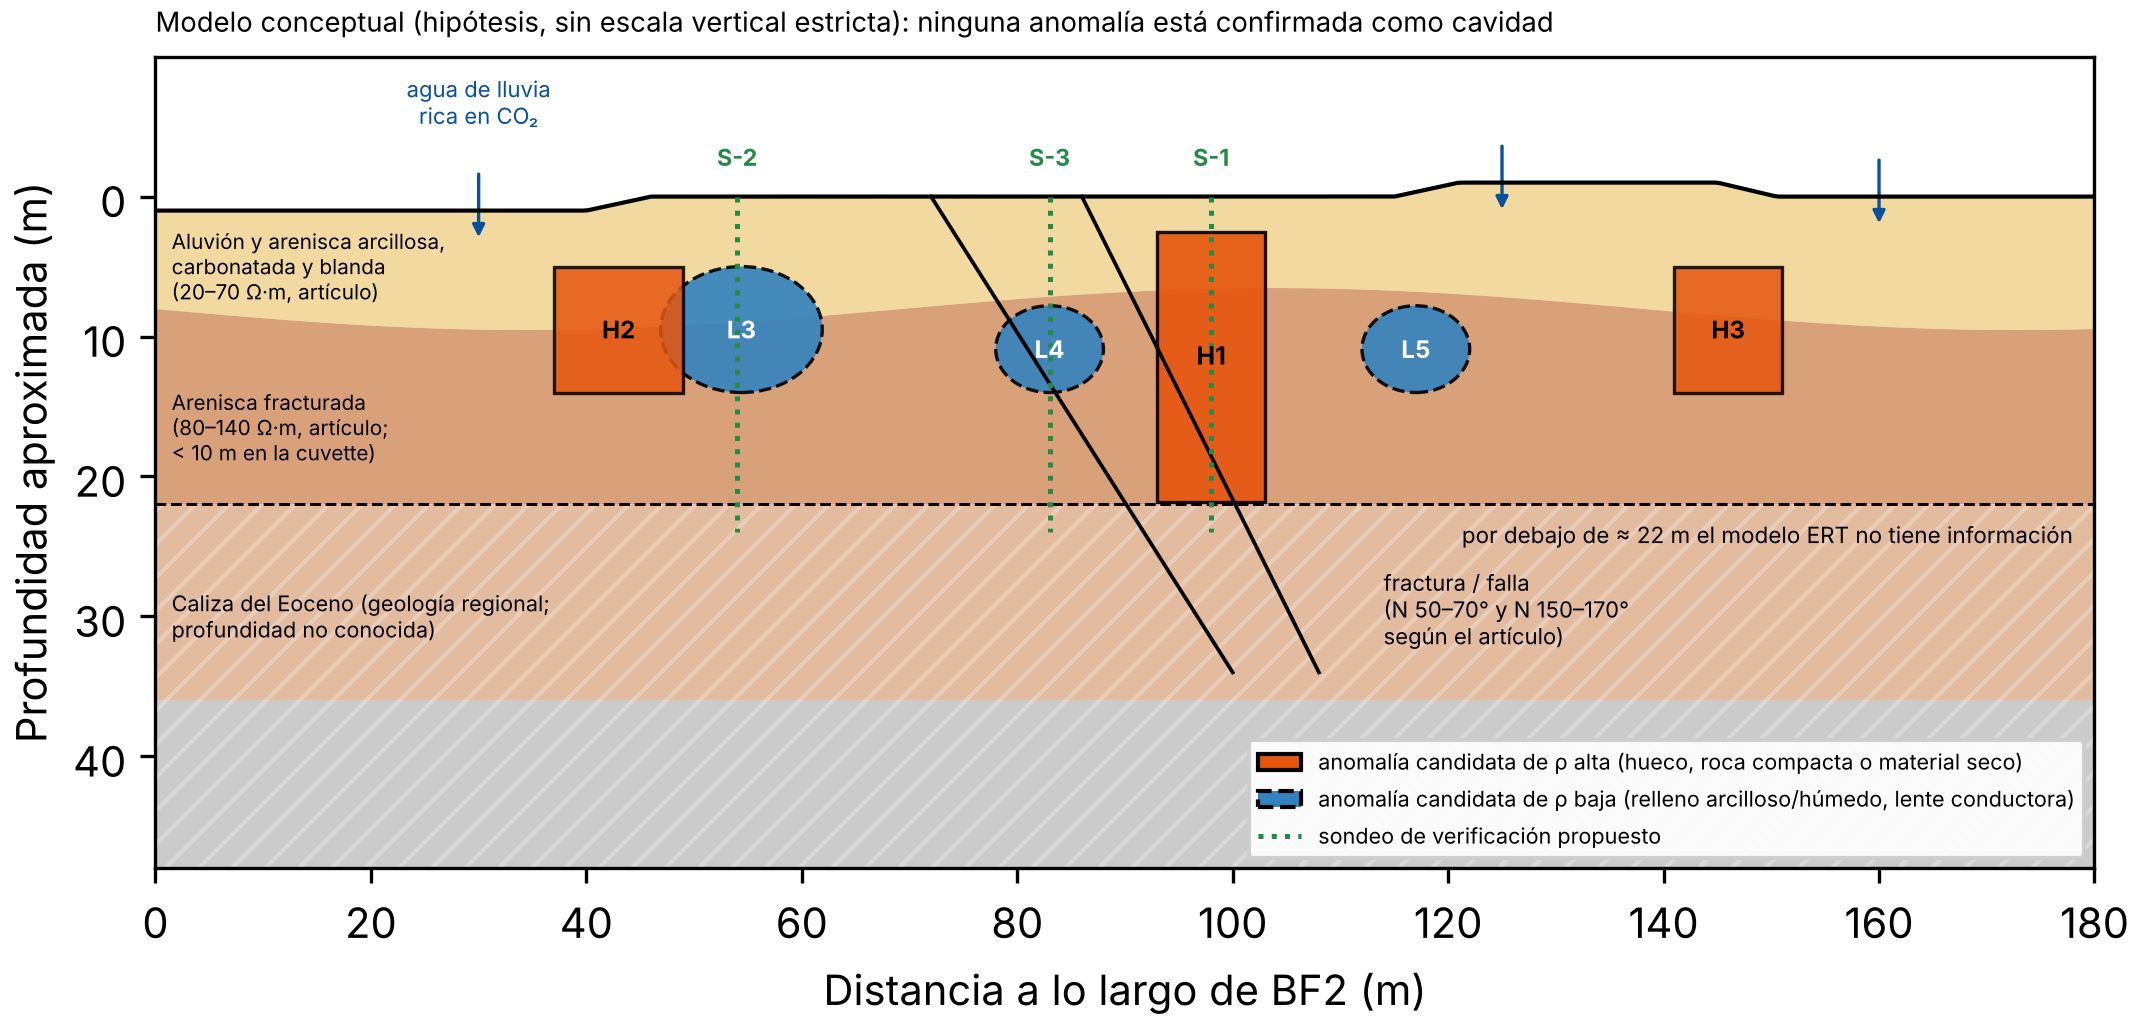 Modelo conceptual (hipótesis, sin escala vertical estricta): ninguna anomalía está confirmada como cavidad
agua de lluvia
rica en CO₂
S-2
S-3
S-1
Aluvión y arenisca arcillosa,
carbonatada y blanda
(20–70 Ω·m, artículo)
H2
L3
L4
H1
L5
H3
Arenisca fracturada
(80–140 Ω·m, artículo;
< 10 m en la cuvette)
por debajo de ≈ 22 m el modelo ERT no tiene información
fractura / falla
(N 50–70° y N 150–170°
según el artículo)
Caliza del Eoceno (geología regional;
profundidad no conocida)
anomalía candidata de ρ alta (hueco, roca compacta o material seco)
anomalía candidata de ρ baja (relleno arcilloso/húmedo, lente conductora)
sondeo de verificación propuesto
Profundidad aproximada (m)
0
10
20
30
40
0 20 40 60 80 100 120 140 160 180
Distancia a lo largo de BF2 (m)